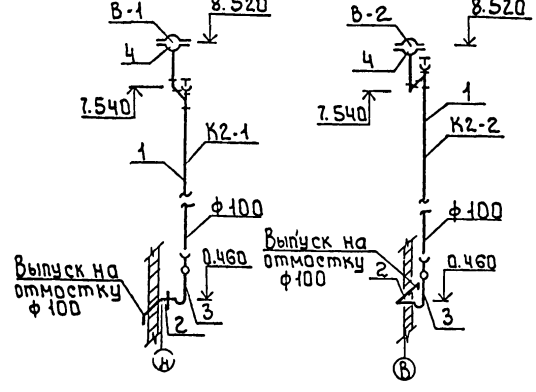 В-1
8.520
4
7.540
К2-1
1
ф100
Выпуск на
отмостку
ф100
0.460
2
3
И
В-2
8.520
4
7.540
1
К2-2
ф100
Выпуск на
отмостку
ф100
2
0.460
3
В